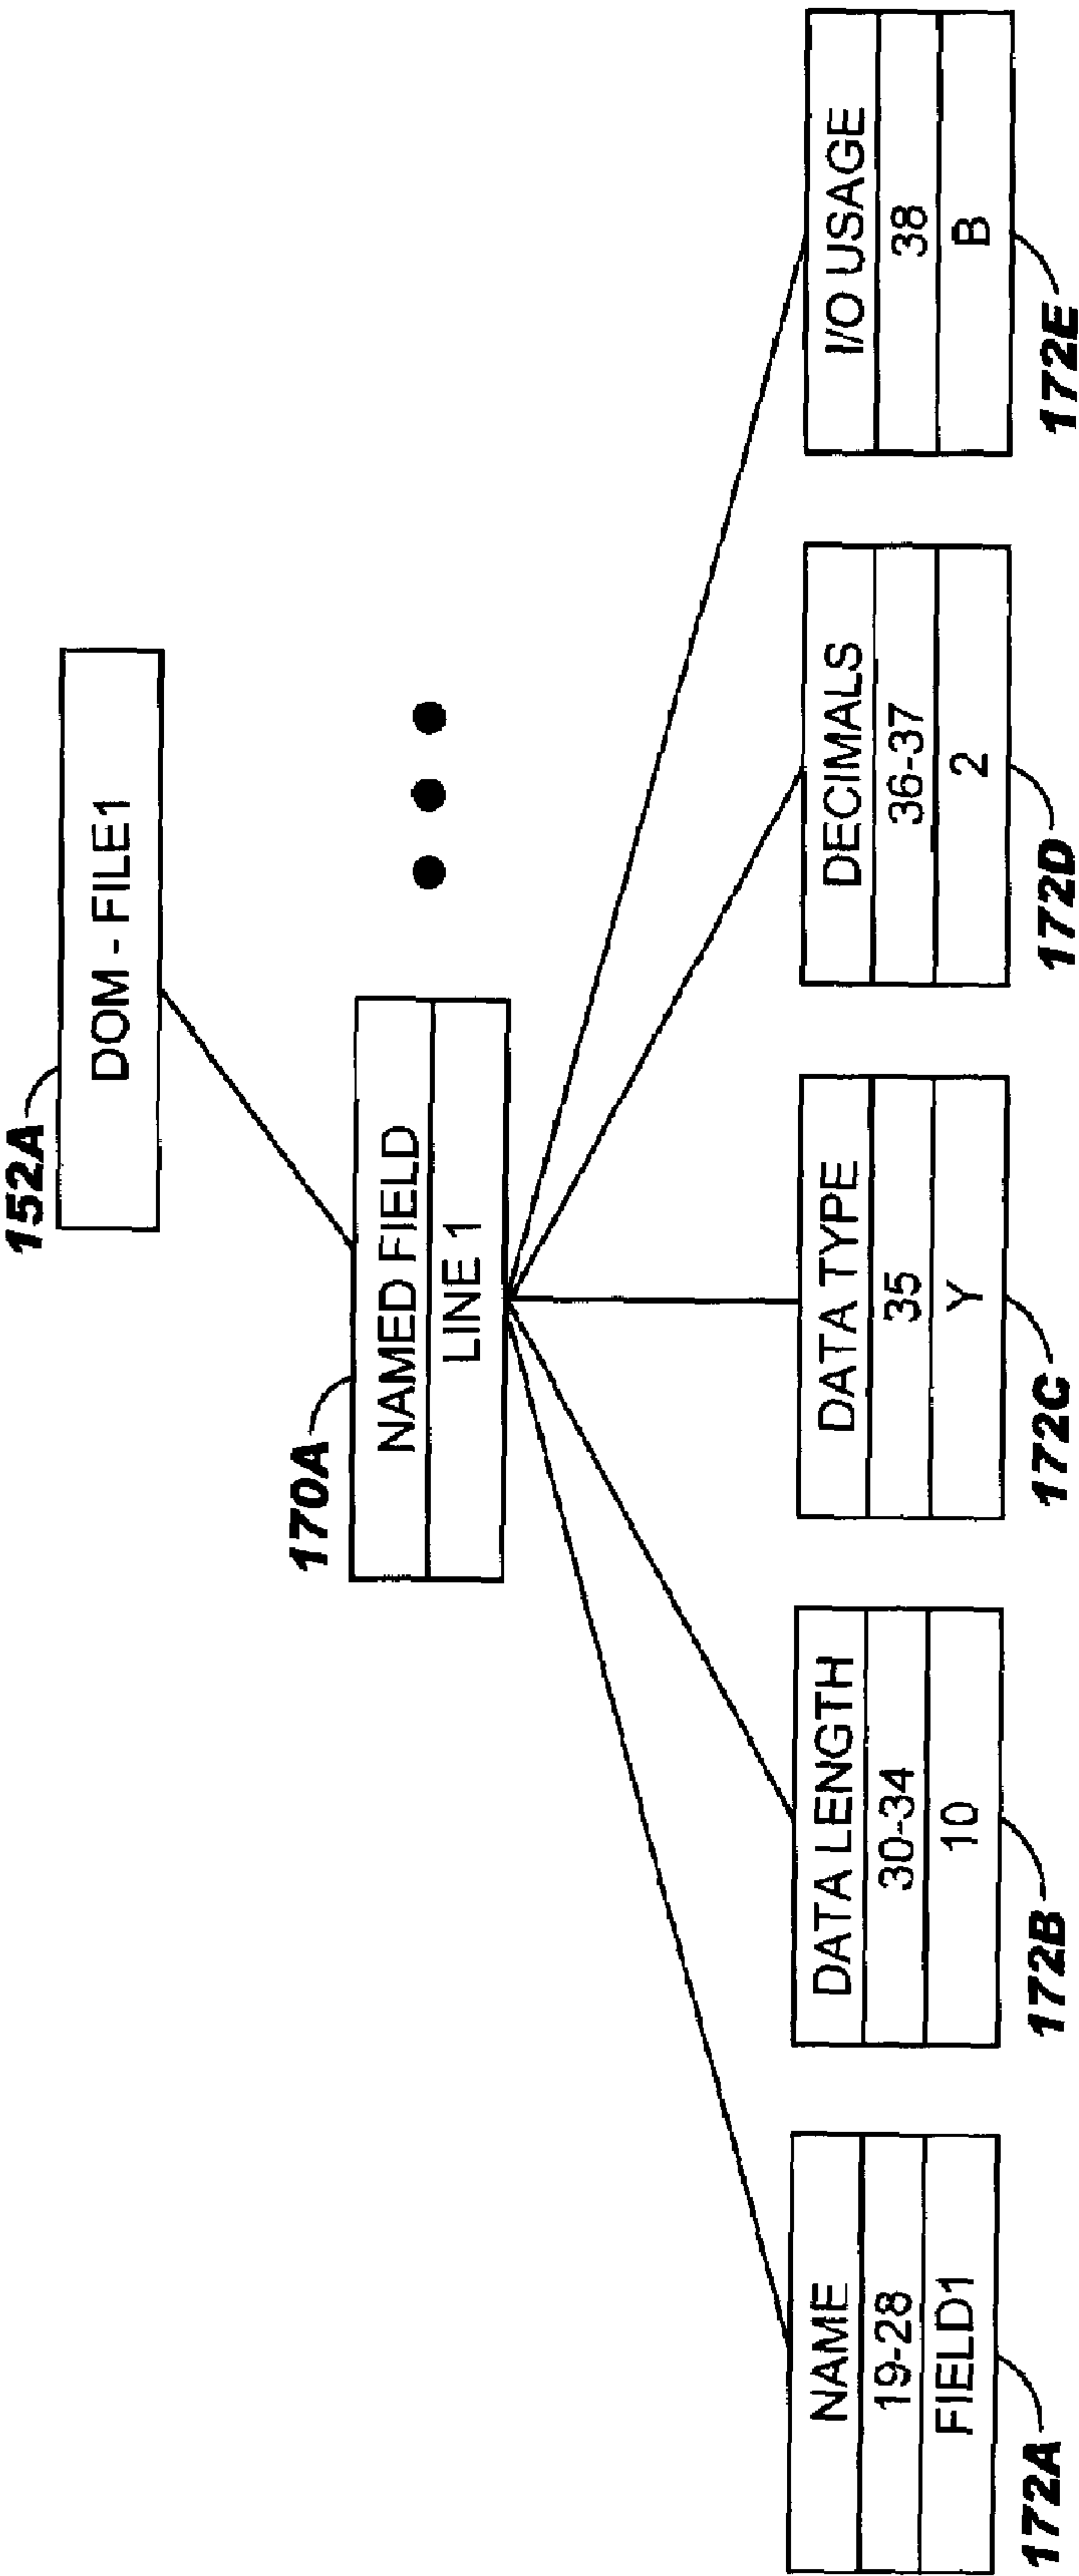 152A
DOM - FILE1
170A
NAMED FIELD
LINE 1
NAME
19-28
FIELD1
172A
DATA LENGTH
30-34
10
172B
DATA TYPE
35
Y
172C
DECIMALS
36-37
2
172D
I/O USAGE
38
B
172E